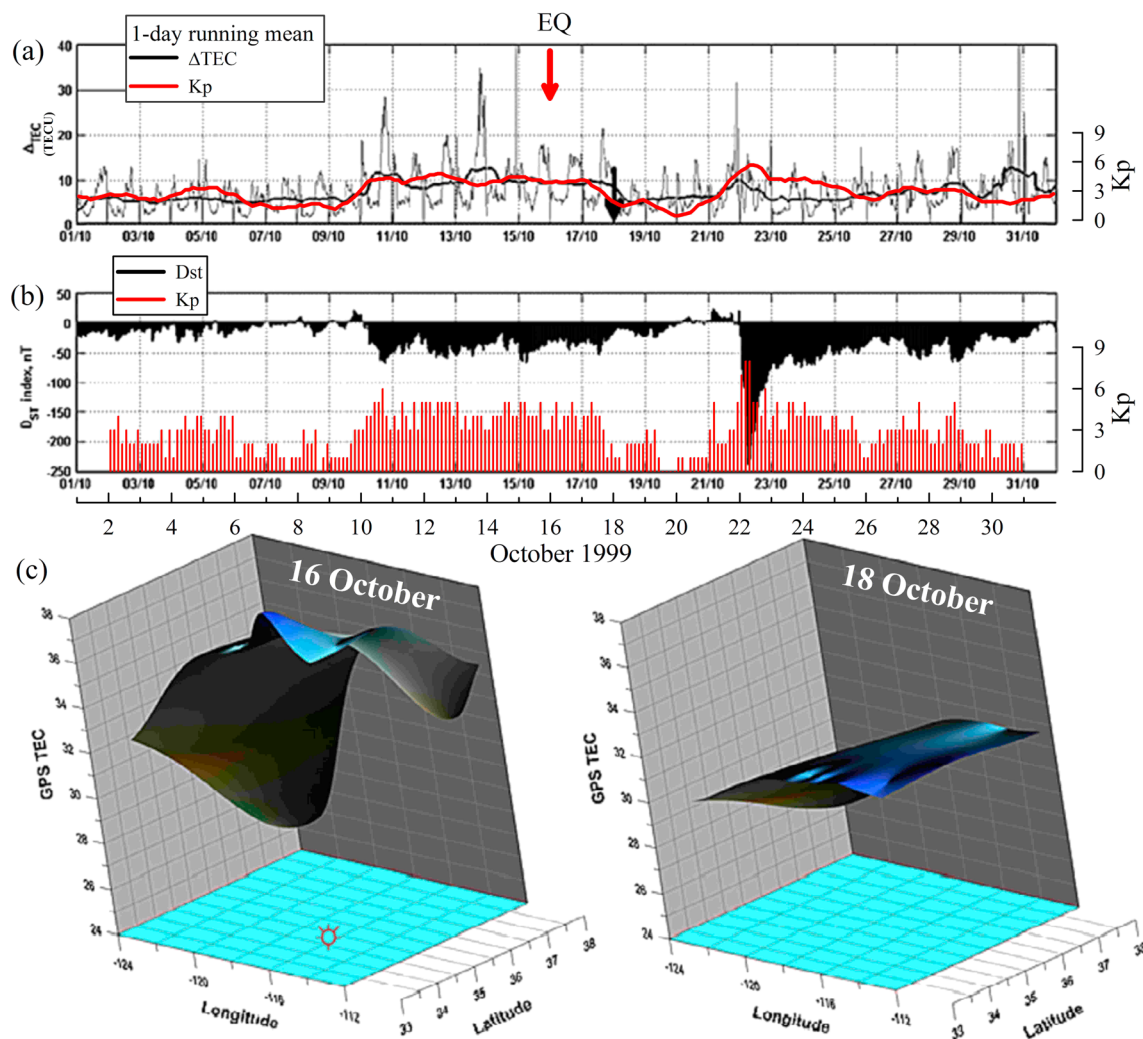 EQ
(a)
1-day running mean
ΔTEC
Kp
40
30
20
10
0
ΔTEC
(TECU)
9
6
3
0
Kp
01/10 03/10 05/10 07/10 09/10 11/10 13/10 15/10 17/10 19/10 21/10 23/10 25/10 27/10 29/10 31/10
(b)
Dst
Kp
50
0
-50
-100
-150
-200
-250
DST index, nT
9
6
3
0
Kp
01/10 03/10 05/10 07/10 09/10 11/10 13/10 15/10 17/10 19/10 21/10 23/10 25/10 27/10 29/10 31/10
2 4 6 8 10 12 14 16 18 20 22 24 26 28 30
October 1999
(c)
16 October
38
36
34
32
30
28
26
24
GPS TEC
-124 -120 -116 -112
Longitude
33 34 35 36 37 38
Latitude
18 October
38
36
34
32
30
28
26
24
GPS TEC
-124 -120 -116 -112
Longitude
33 34 35 36 37 38
Latitude